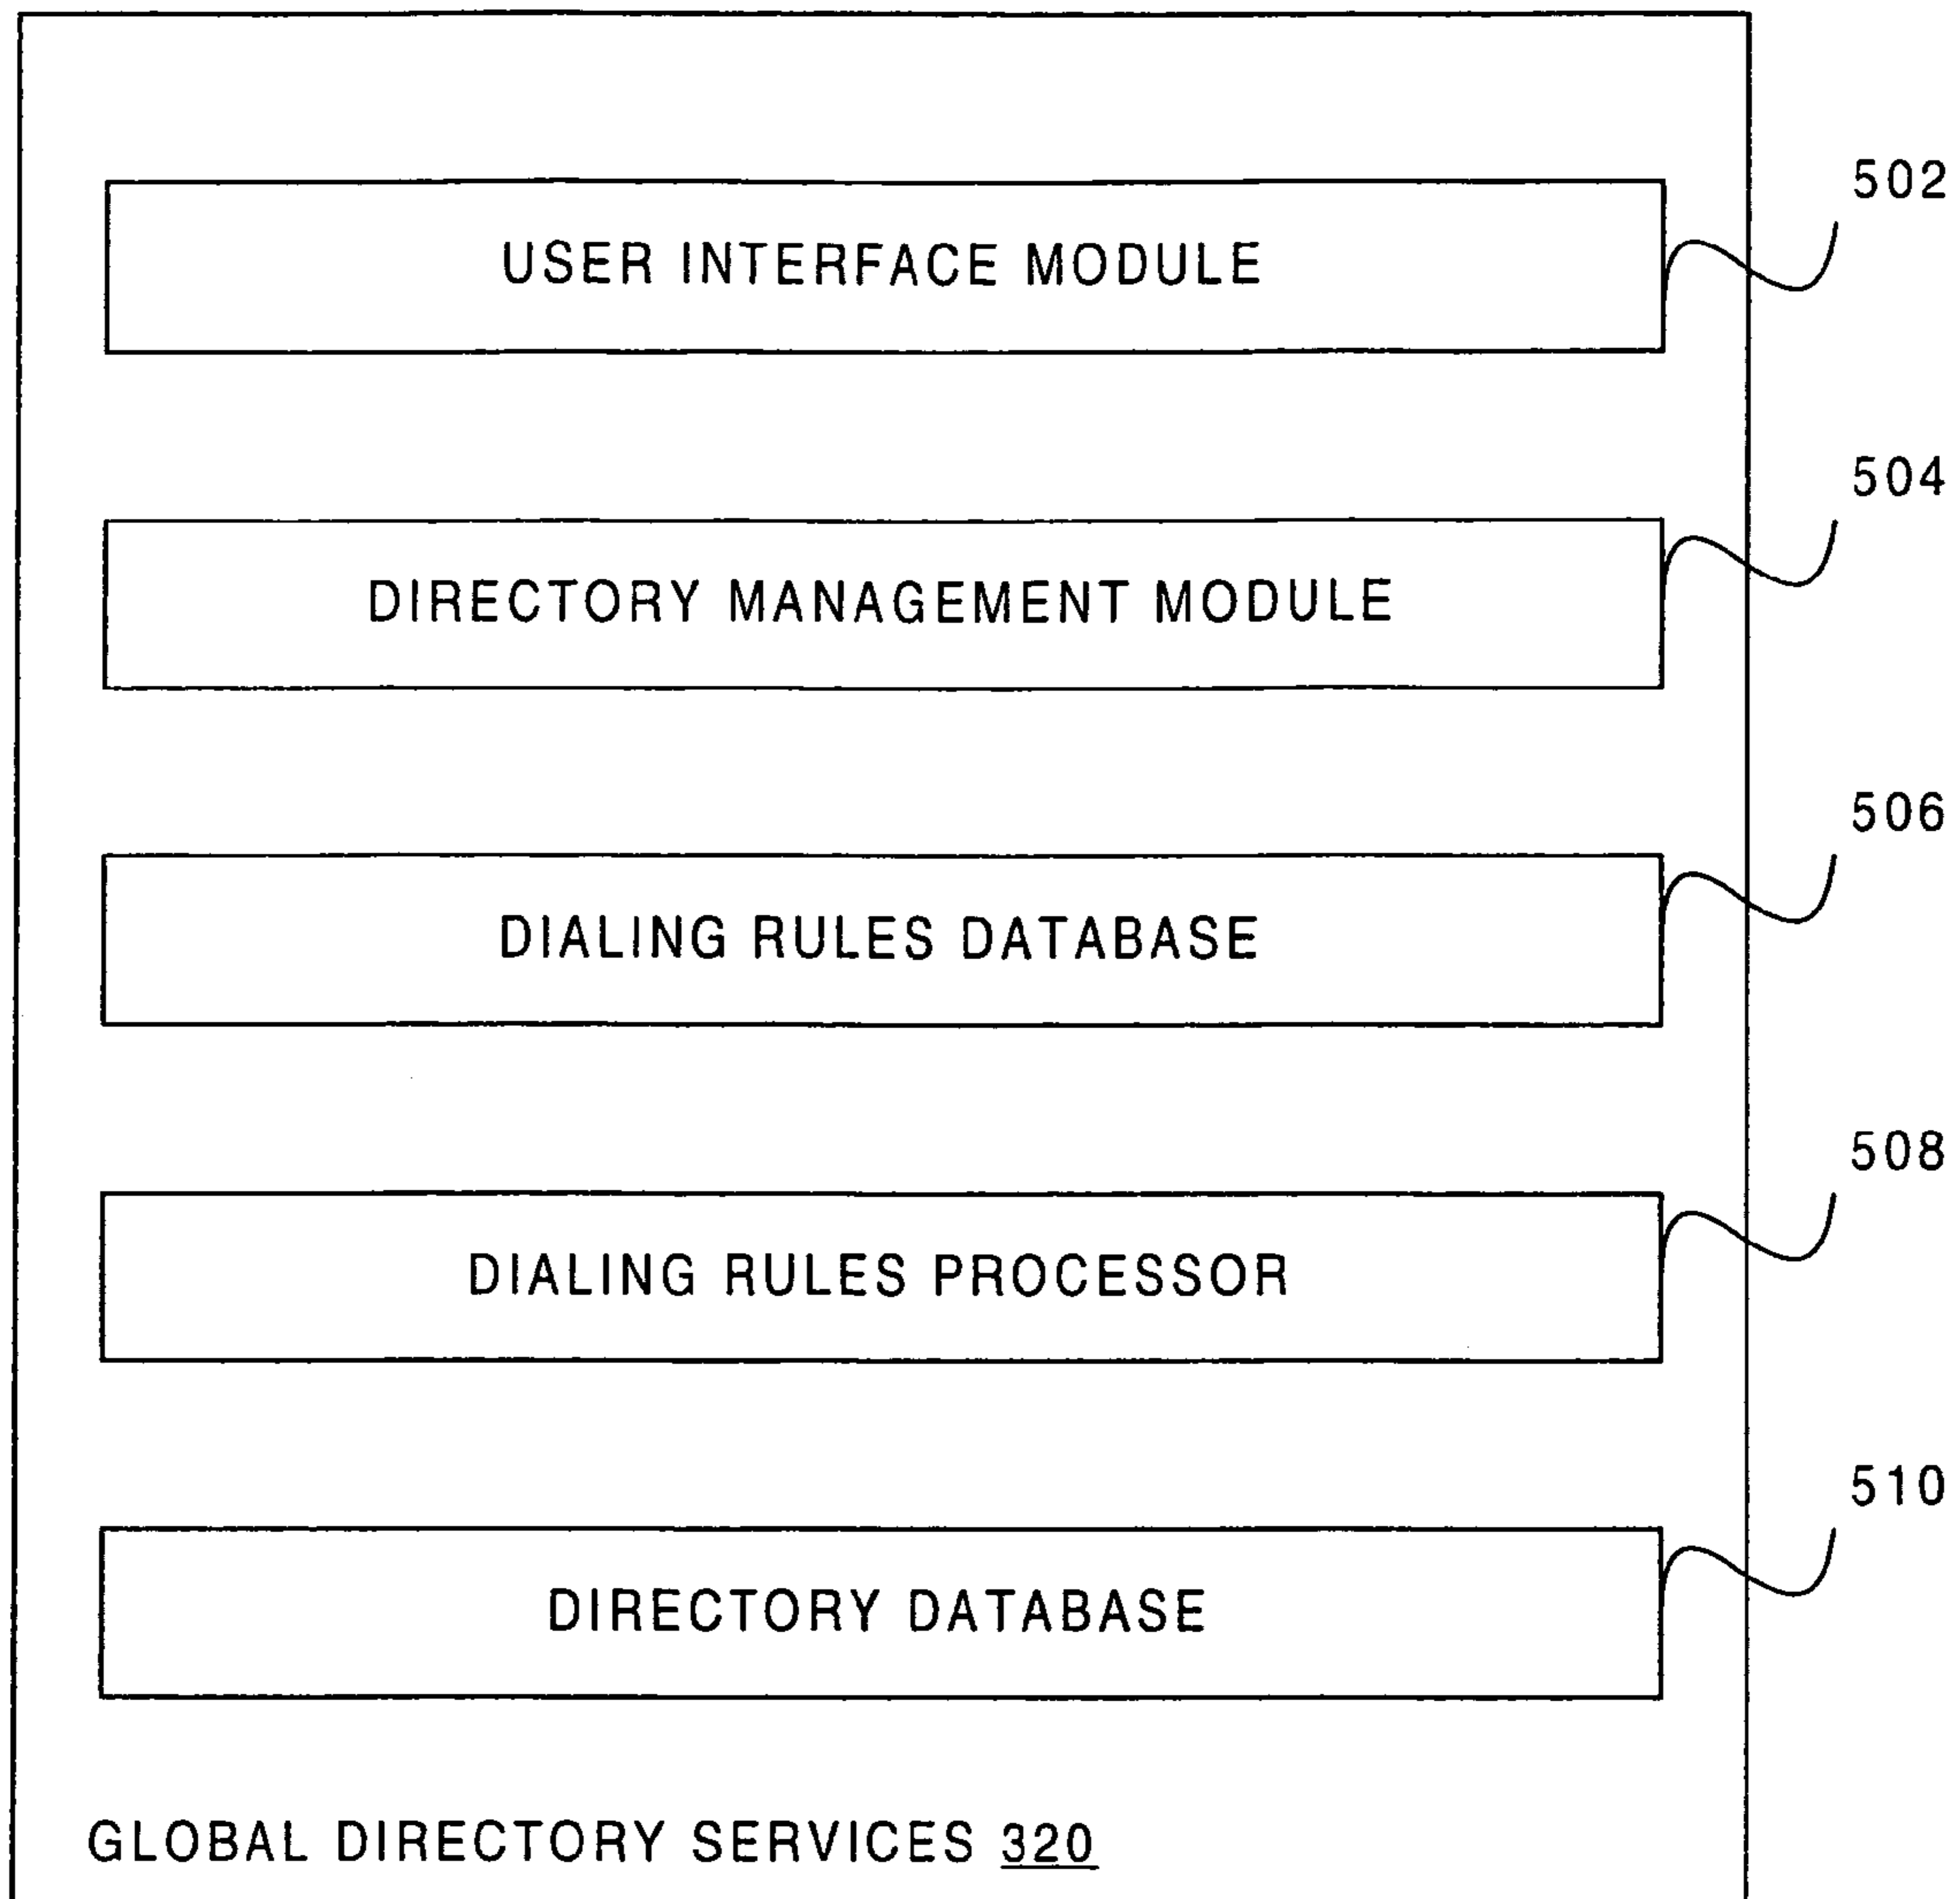 502
USER INTERFACE MODULE
504
DIRECTORY MANAGEMENT MODULE
506
DIALING RULES DATABASE
508
DIALING RULES PROCESSOR
510
DIRECTORY DATABASE
GLOBAL DIRECTORY SERVICES 320